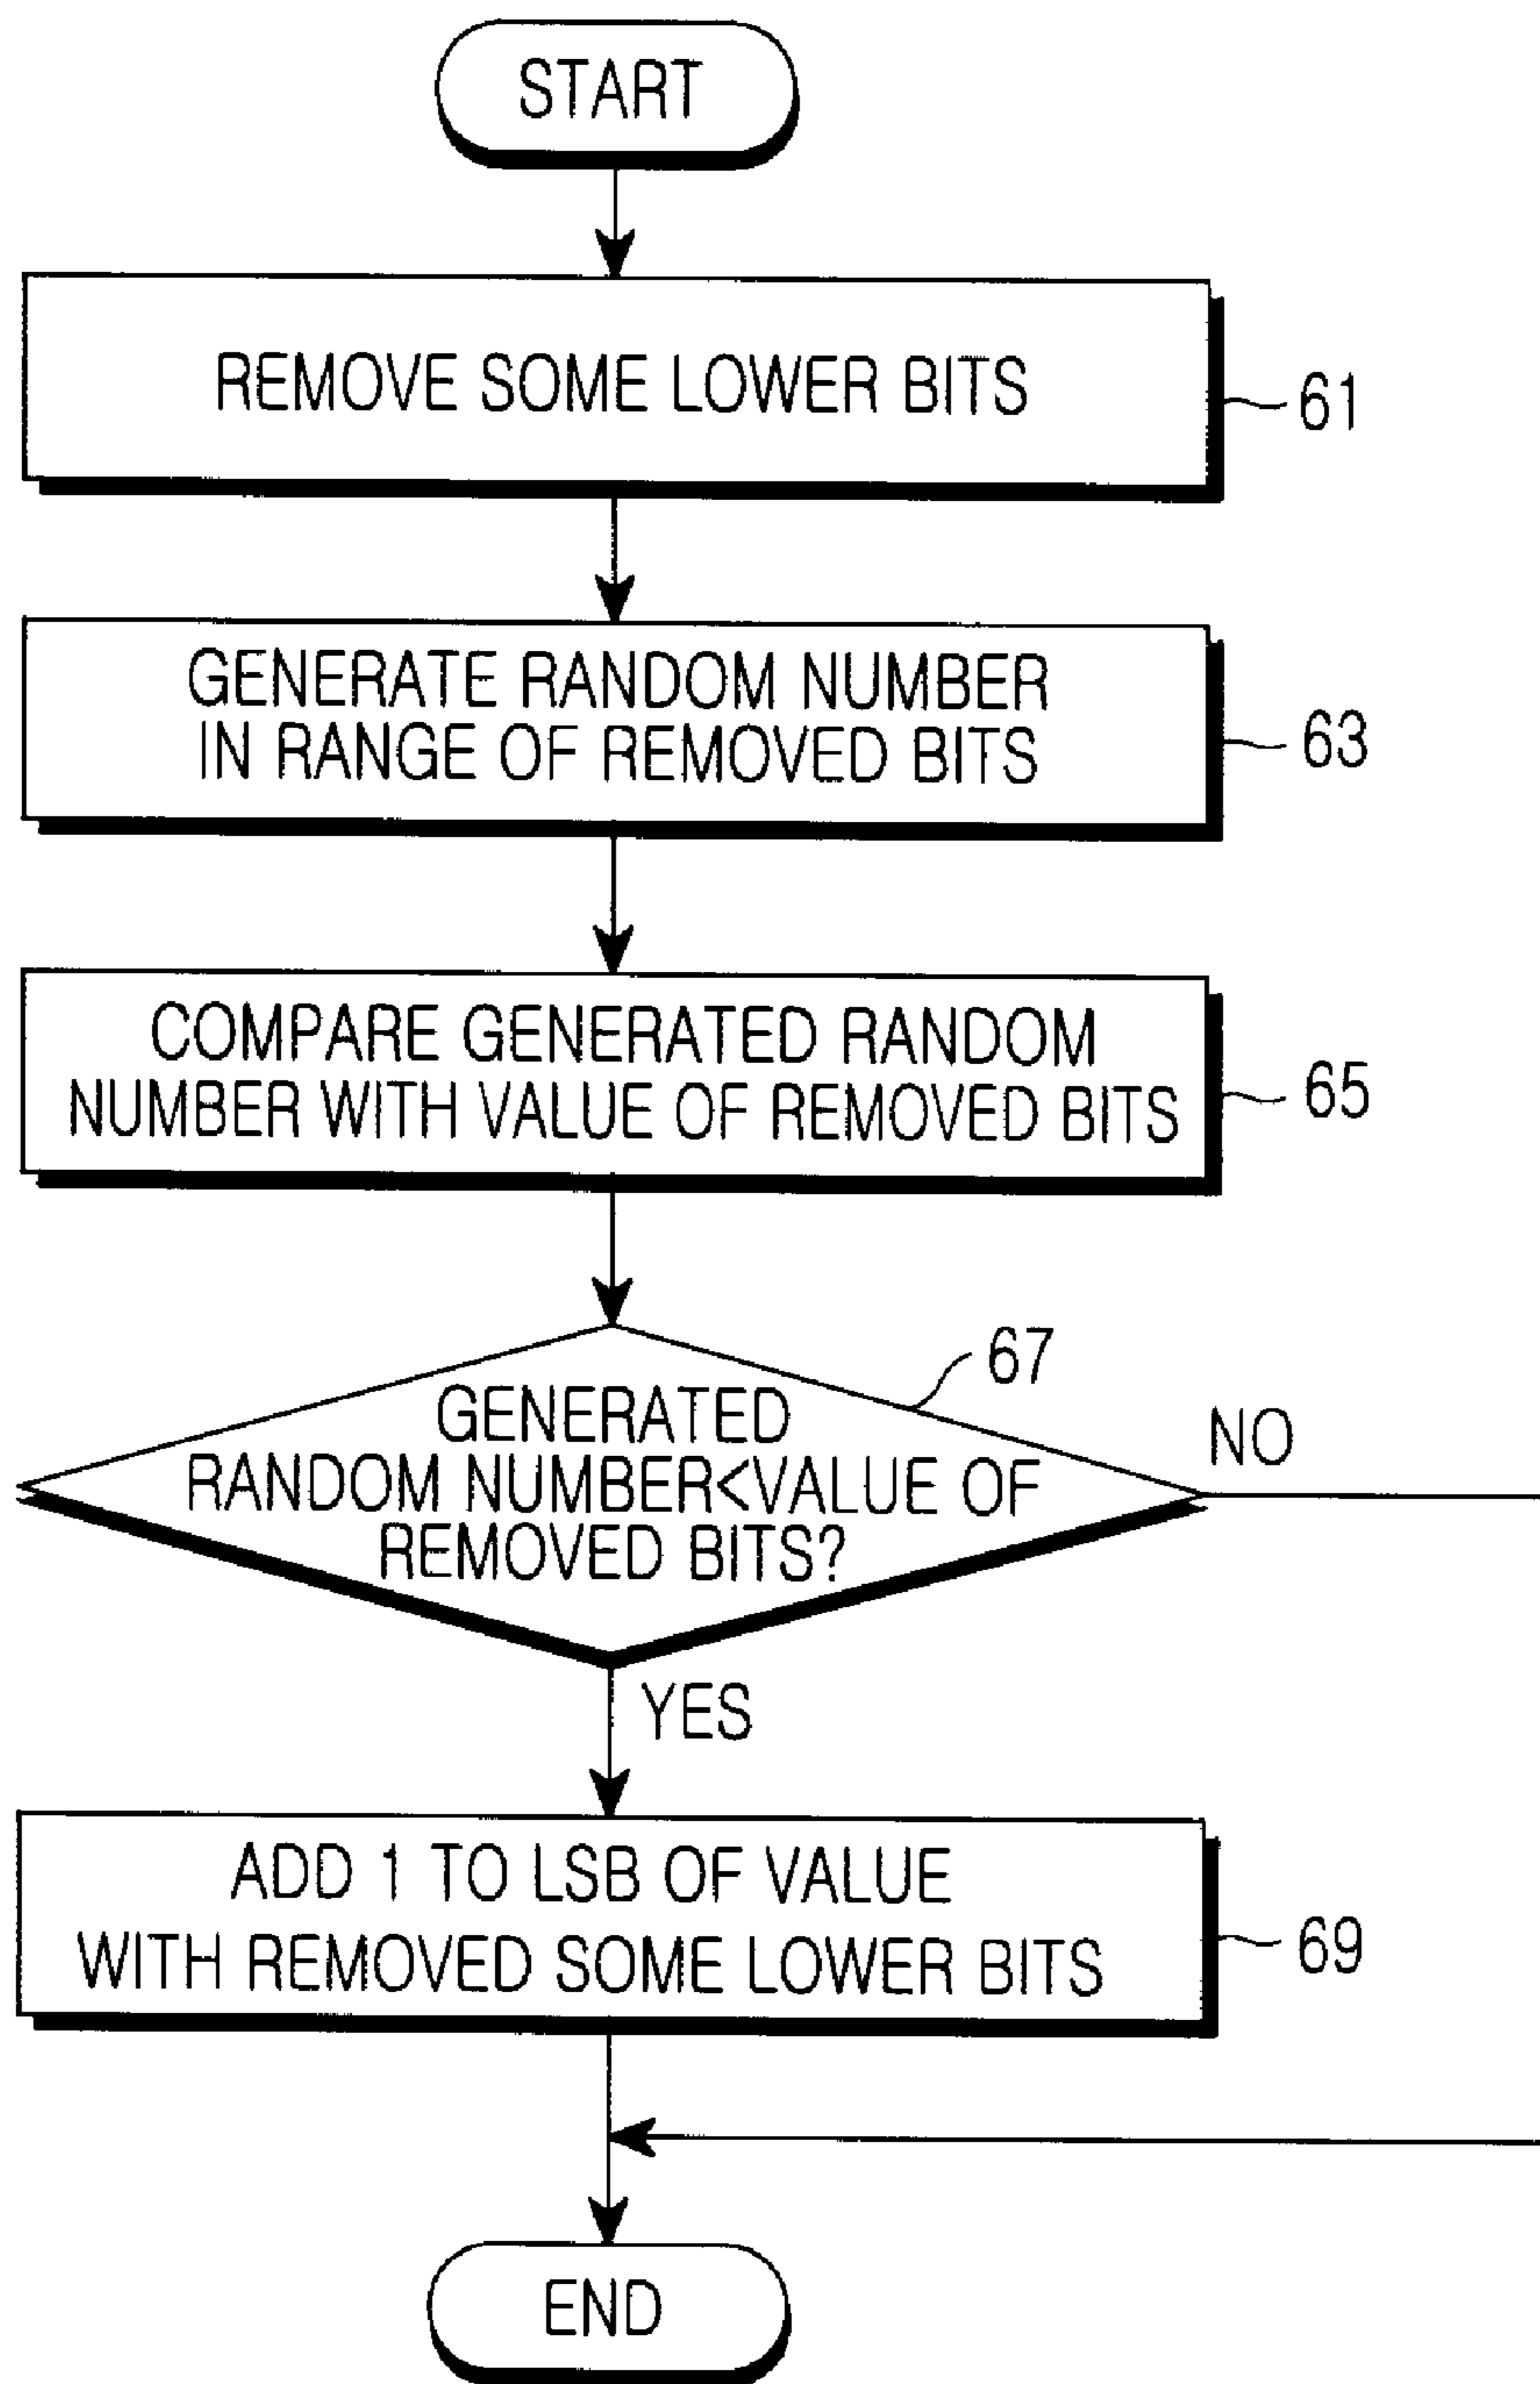 START
REMOVE SOME LOWER BITS
61
GENERATE RANDOM NUMBER
IN RANGE OF REMOVED BITS
63
COMPARE GENERATED RANDOM
NUMBER WITH VALUE OF REMOVED BITS
65
67
GENERATED
RANDOM NUMBER<VALUE OF
REMOVED BITS?
NO
YES
ADD 1 TO LSB OF VALUE
WITH REMOVED SOME LOWER BITS
69
END